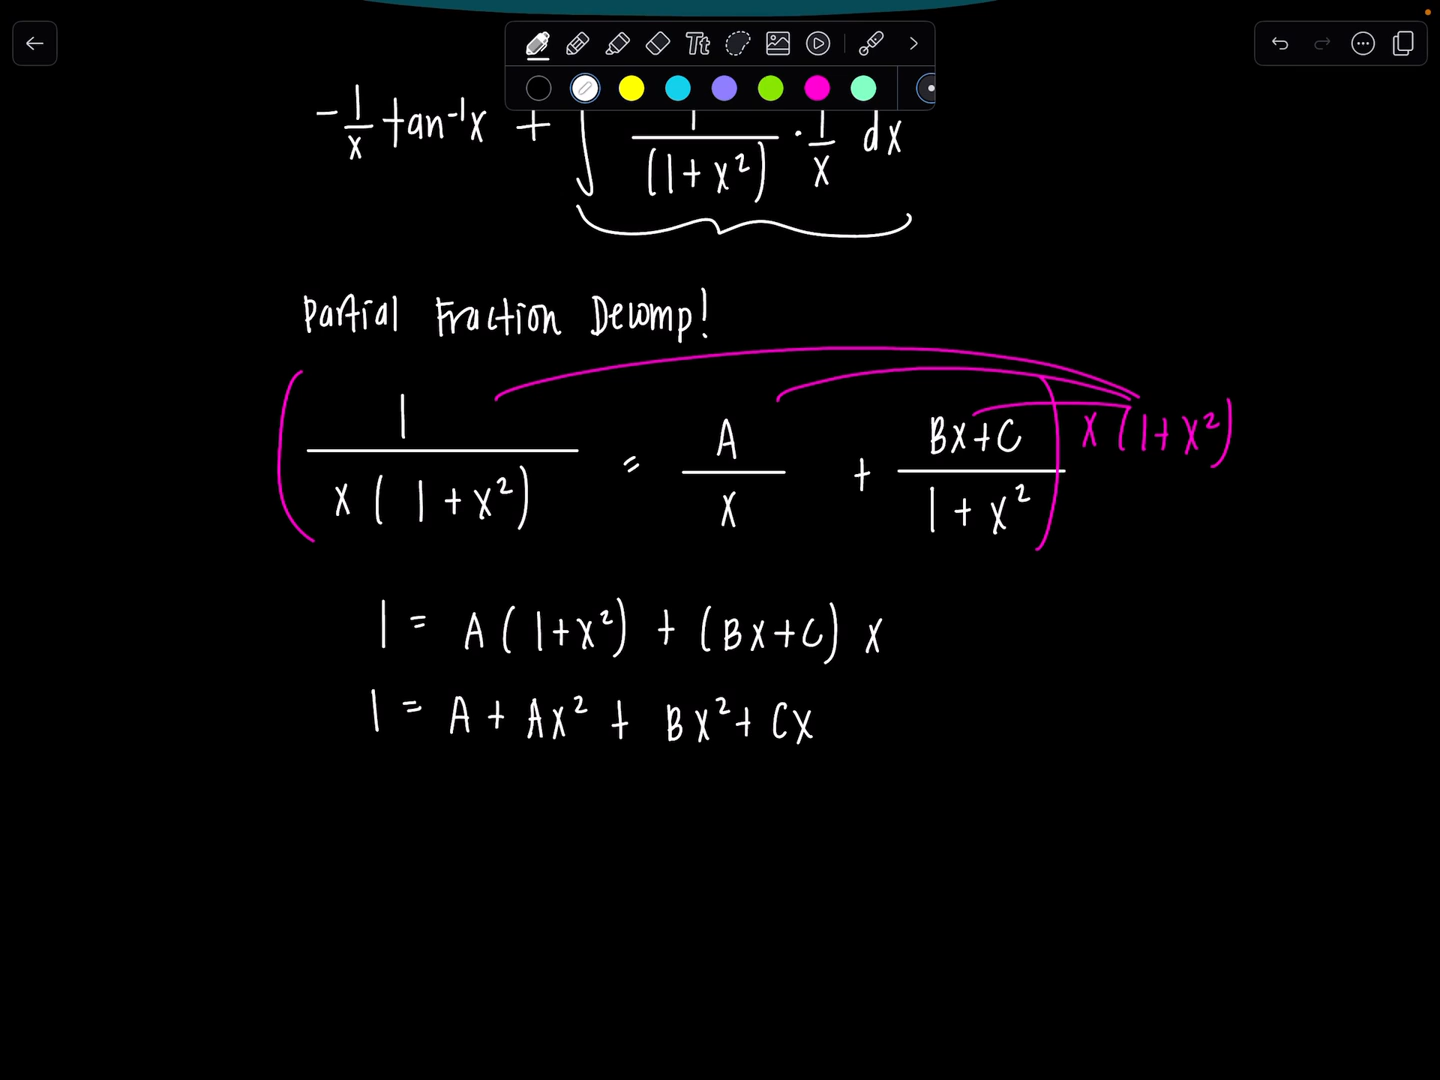 Tt
-1/x tan⁻¹x + ∫ 1/(1+x²) · 1/x dx
Partial Fraction Decomp!
( 1/(x(1+x²)) = A/x + (Bx+C)/(1+x²) ) x(1+x²)
1 = A(1+x²) + (Bx+C) x
1 = A + Ax² + Bx² + Cx